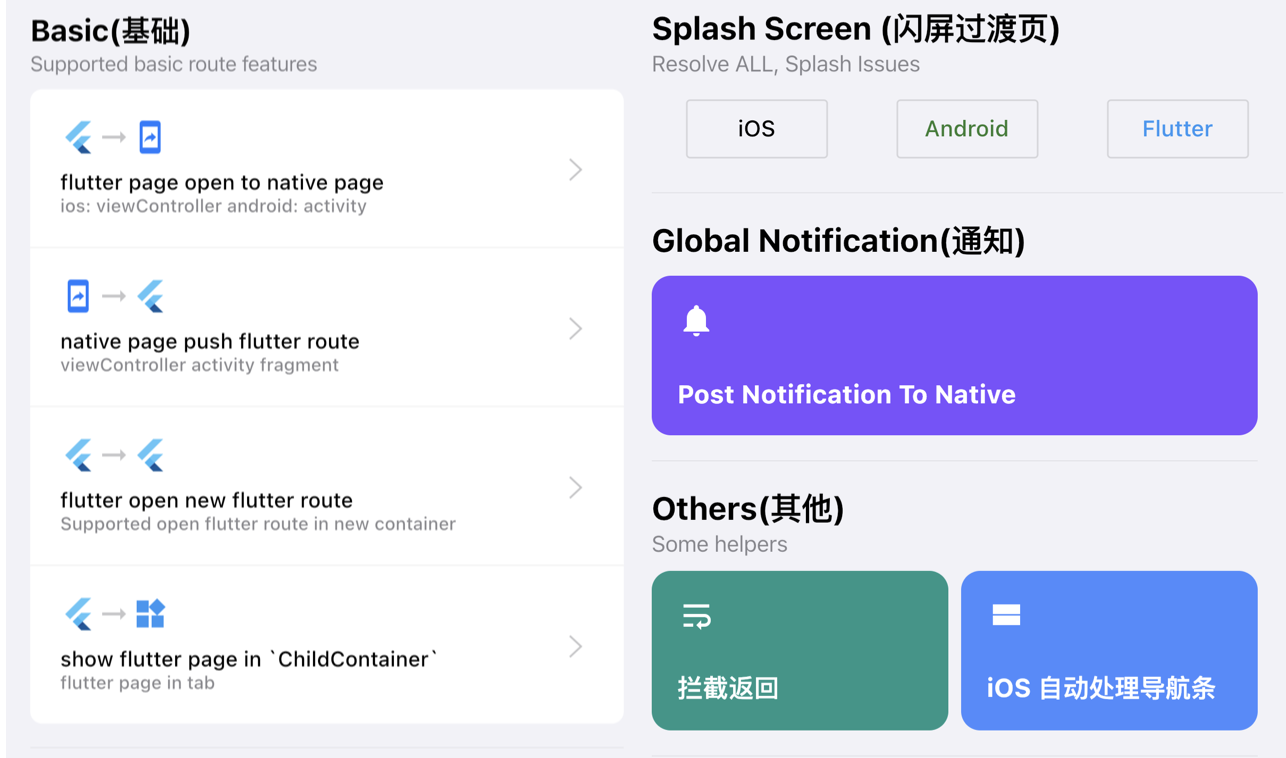 Basic(基础)
Supported basic route features
flutter page open to native page
ios: viewController android: activity
native page push flutter route
viewController activity fragment
flutter open new flutter route
Supported open flutter route in new container
show flutter page in `ChildContainer`
flutter page in tab
Splash Screen (闪屏过渡页)
Resolve ALL, Splash Issues
iOS
Android
Flutter
Global Notification(通知)
Post Notification To Native
Others(其他)
Some helpers
拦截返回
iOS 自动处理导航条